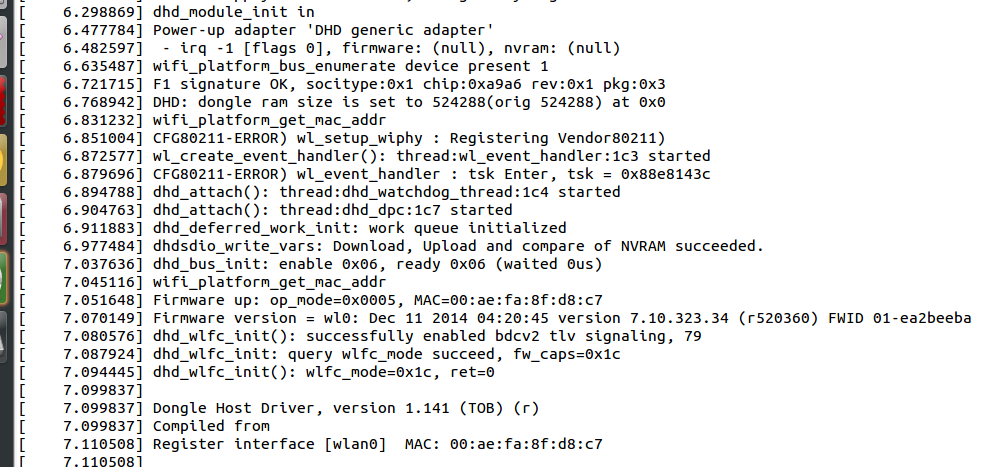 [    6.298869] dhd_module_init in
[    6.477784] Power-up adapter 'DHD generic adapter'
[    6.482597]  - irq -1 [flags 0], firmware: (null), nvram: (null)
[    6.635487] wifi_platform_bus_enumerate device present 1
[    6.721715] F1 signature OK, socitype:0x1 chip:0xa9a6 rev:0x1 pkg:0x3
[    6.768942] DHD: dongle ram size is set to 524288(orig 524288) at 0x0
[    6.831232] wifi_platform_get_mac_addr
[    6.851004] CFG80211-ERROR) wl_setup_wiphy : Registering Vendor80211)
[    6.872577] wl_create_event_handler(): thread:wl_event_handler:1c3 started
[    6.879696] CFG80211-ERROR) wl_event_handler : tsk Enter, tsk = 0x88e8143c
[    6.894788] dhd_attach(): thread:dhd_watchdog_thread:1c4 started
[    6.904763] dhd_attach(): thread:dhd_dpc:1c7 started
[    6.911883] dhd_deferred_work_init: work queue initialized
[    6.977484] dhdsdio_write_vars: Download, Upload and compare of NVRAM succeeded.
[    7.037636] dhd_bus_init: enable 0x06, ready 0x06 (waited 0us)
[    7.045116] wifi_platform_get_mac_addr
[    7.051648] Firmware up: op_mode=0x0005, MAC=00:ae:fa:8f:d8:c7
[    7.070149] Firmware version = wl0: Dec 11 2014 04:20:45 version 7.10.323.34 (r520360) FWID 01-ea2beeba
[    7.080576] dhd_wlfc_init(): successfully enabled bdcv2 tlv signaling, 79
[    7.087924] dhd_wlfc_init: query wlfc_mode succeed, fw_caps=0x1c
[    7.094445] dhd_wlfc_init(): wlfc_mode=0x1c, ret=0
[    7.099837]
[    7.099837] Dongle Host Driver, version 1.141 (TOB) (r)
[    7.099837] Compiled from
[    7.110508] Register interface [wlan0]  MAC: 00:ae:fa:8f:d8:c7
[    7.110508]